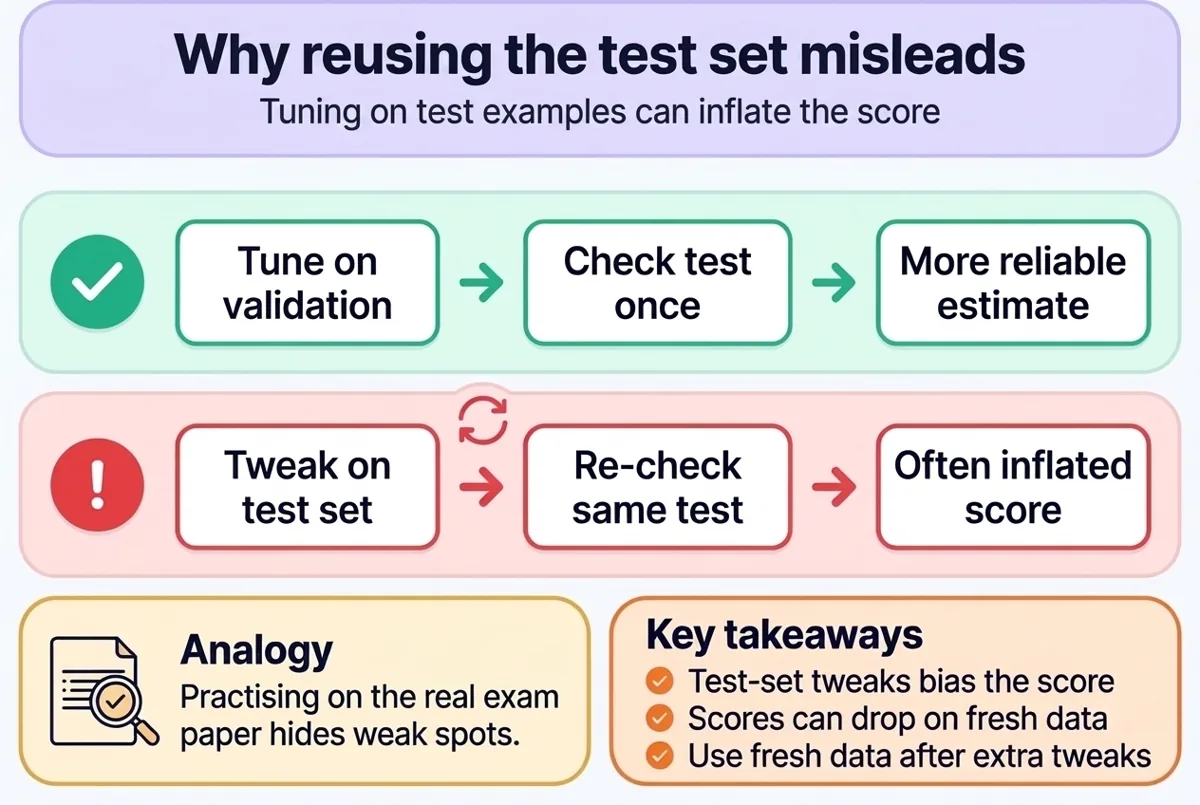 Why reusing the test set misleads
Tuning on test examples can inflate the score
Tune on
validation
Check test
once
More reliable
estimate
Tweak on
test set
Re-check
same test
Often inflated
score
Analogy
Practising on the real exam
paper hides weak spots.
Key takeaways
Test-set tweaks bias the score
Scores can drop on fresh data
Use fresh data after extra tweaks